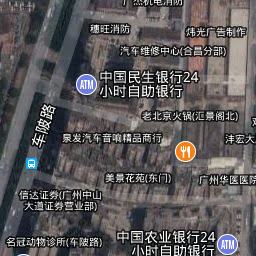 广杰机电消防
穗旺消防
炜光广告制作
汽车维修中心(合昌分部)
车陂路
中国民生银行24
小时自助银行
老北京火锅(汇景阁北)
泉发汽车音响精品商行
沣宏大
美景花苑(东门)
广州华医医院
信达证券(广州中山
大道证券营业部)
名冠动物诊所(车陂路)
中国农业银行24
小时自助银行